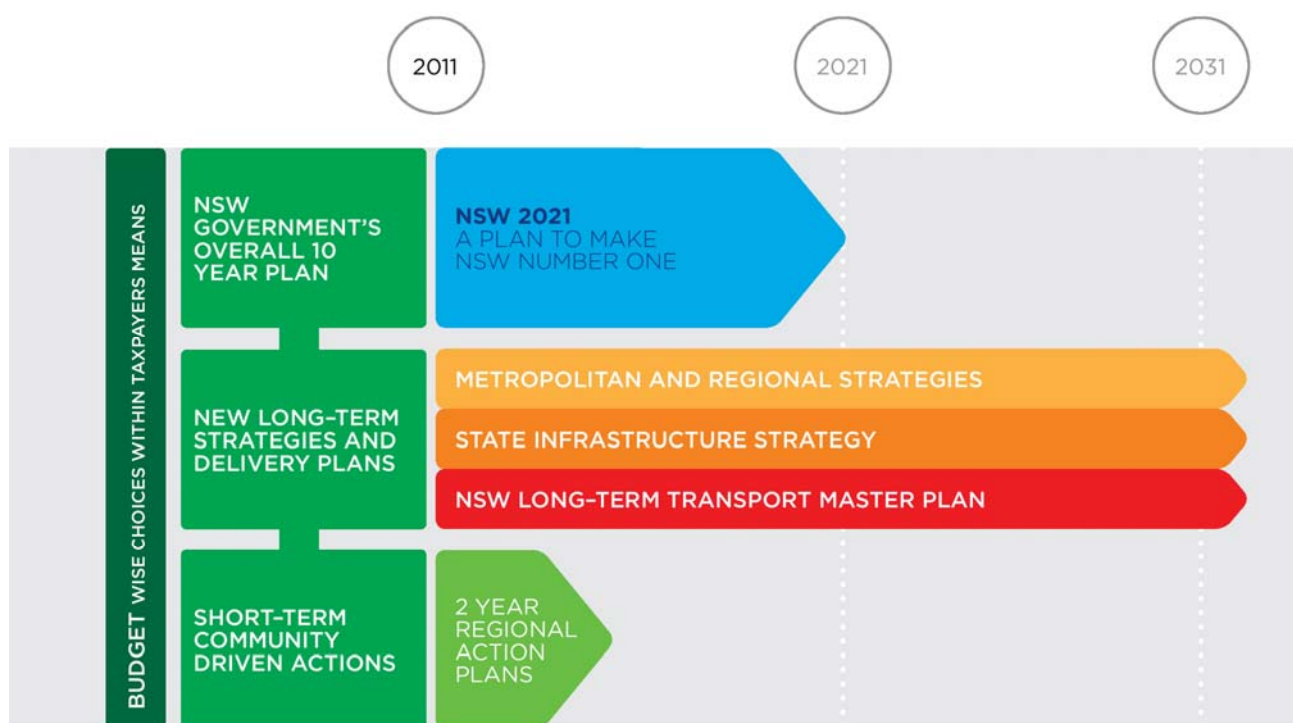 2011
2021
2031
BUDGET WISE CHOICES WITHIN TAXPAYERS MEANS
NSW
GOVERNMENT'S
OVERALL 10
YEAR PLAN
NSW 2021
A PLAN TO MAKE
NSW NUMBER ONE
NEW LONG-TERM
STRATEGIES AND
DELIVERY PLANS
METROPOLITAN AND REGIONAL STRATEGIES
STATE INFRASTRUCTURE STRATEGY
NSW LONG-TERM TRANSPORT MASTER PLAN
SHORT-TERM
COMMUNITY
DRIVEN ACTIONS
2 YEAR
REGIONAL
ACTION
PLANS